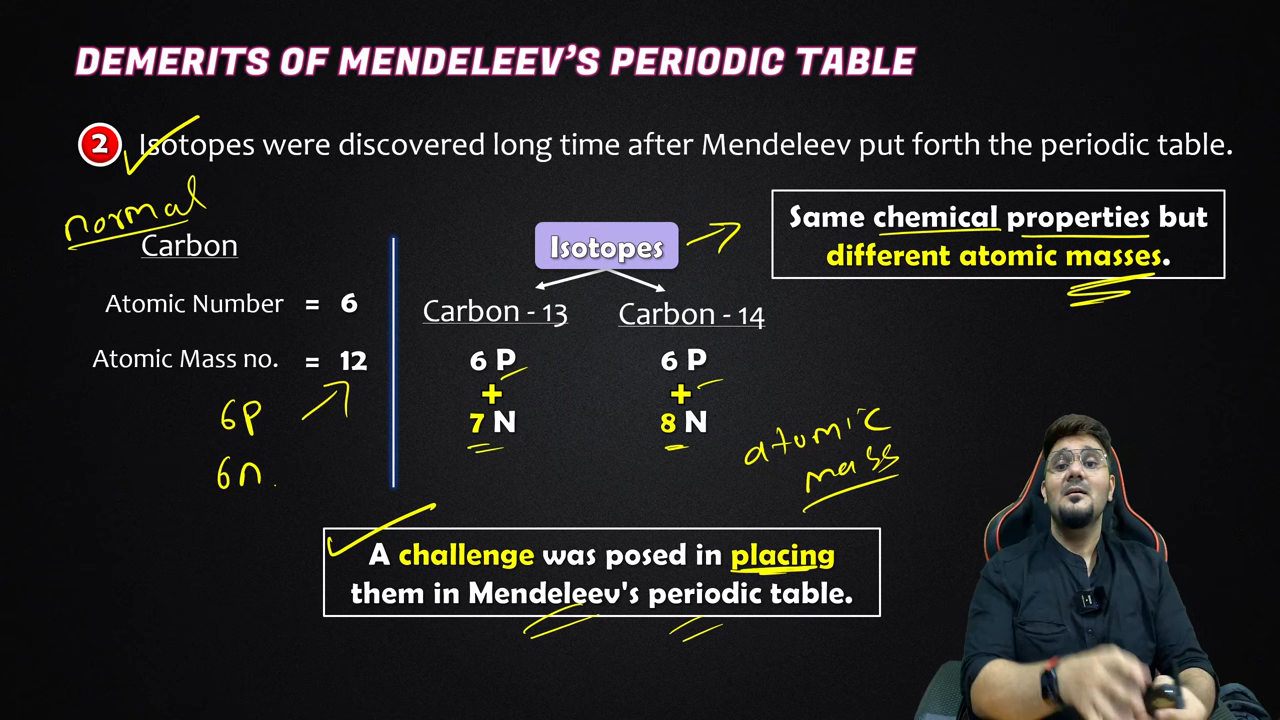 DEMERITS OF MENDELEEV'S PERIODIC TABLE
2 Isotopes were discovered long time after Mendeleev put forth the periodic table.
normal
Carbon
Atomic Number = 6
Atomic Mass no. = 12
6p
6n
Isotopes
Carbon - 13
6 P
+
7 N
Carbon - 14
6 P
+
8 N
Same chemical properties but
different atomic masses.
atomic
mass
A challenge was posed in placing
them in Mendeleev's periodic table.